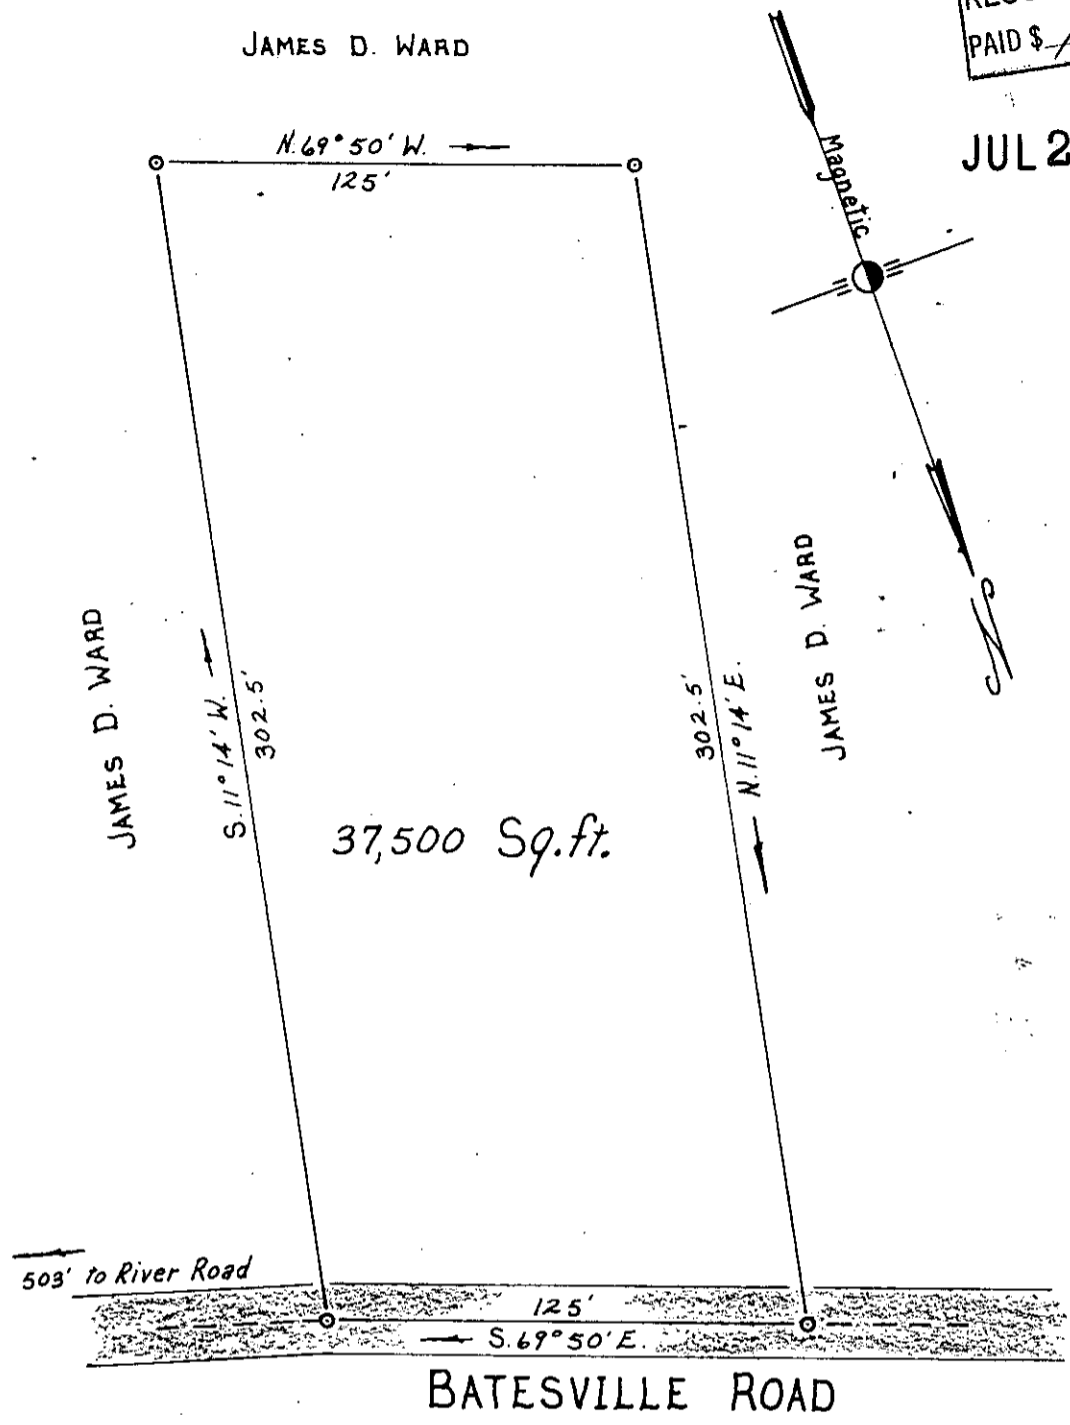 JAMES D. WARD
PAID $
JUL 2
N. 69° 50' W.
125'
Magnetic
N
JAMES D. WARD
S. 11° 14' W.
302.5'
302.5'
N. 11° 14' E.
JAMES D. WARD
37,500 Sq.ft.
503' to River Road
125'
S. 69° 50' E.
BATESVILLE ROAD